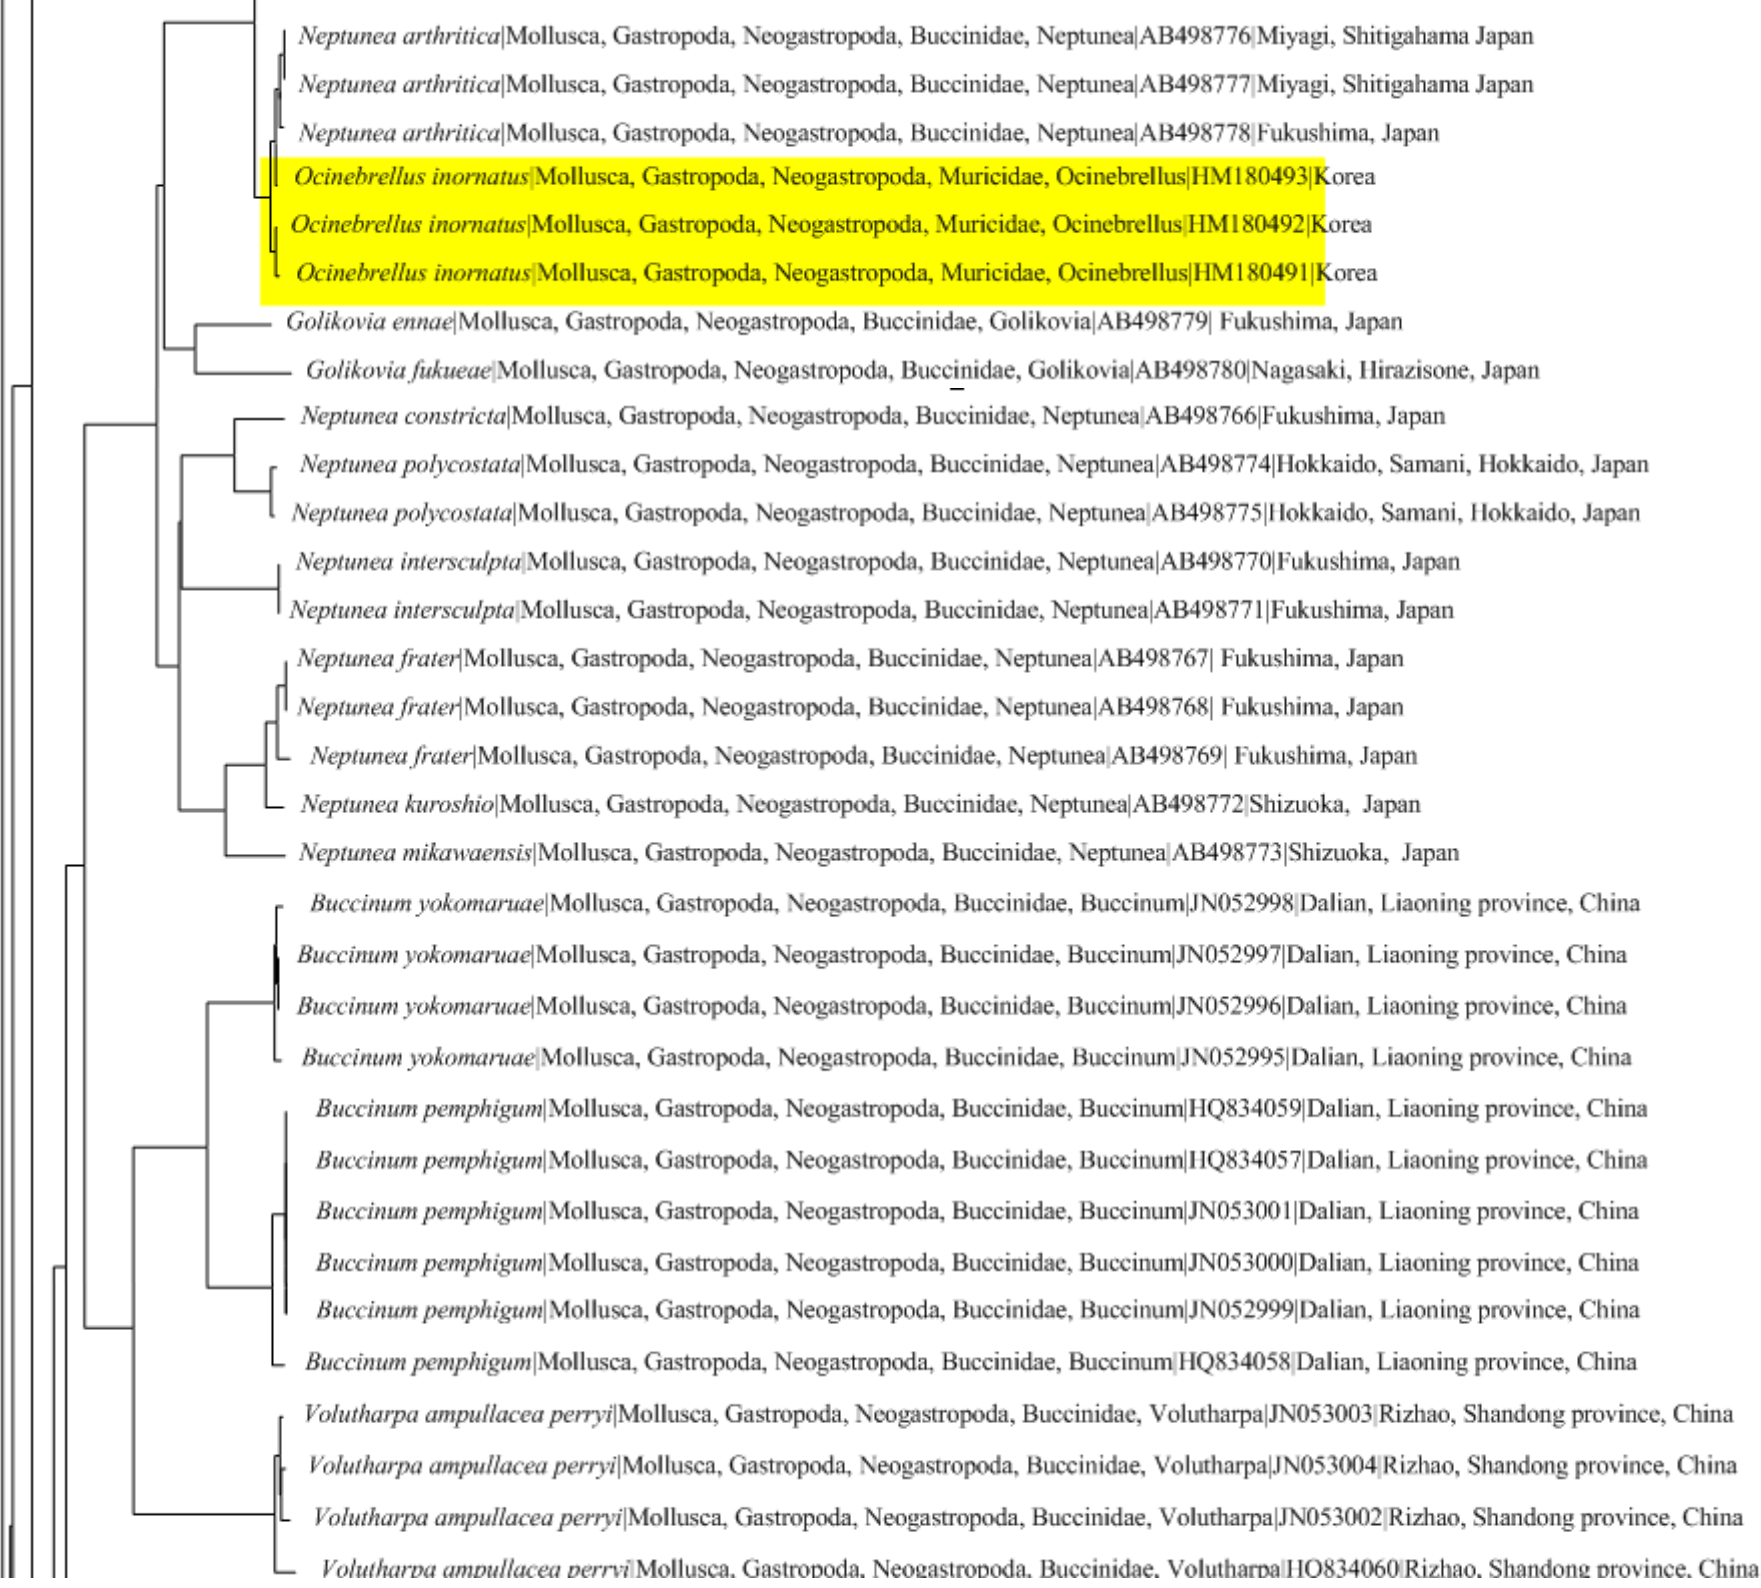 Neptunea arthritica|Mollusca, Gastropoda, Neogastropoda, Buccinidae, Neptunea|AB498776|Miyagi, Shitigahama Japan
Neptunea arthritica|Mollusca, Gastropoda, Neogastropoda, Buccinidae, Neptunea|AB498777|Miyagi, Shitigahama Japan
Neptunea arthritica|Mollusca, Gastropoda, Neogastropoda, Buccinidae, Neptunea|AB498778|Fukushima, Japan
Ocinebrellus inornatus|Mollusca, Gastropoda, Neogastropoda, Muricidae, Ocinebrellus|HM180493|Korea
Ocinebrellus inornatus|Mollusca, Gastropoda, Neogastropoda, Muricidae, Ocinebrellus|HM180492|Korea
Ocinebrellus inornatus|Mollusca, Gastropoda, Neogastropoda, Muricidae, Ocinebrellus|HM180491|Korea
Golikovia ennae|Mollusca, Gastropoda, Neogastropoda, Buccinidae, Golikovia|AB498779| Fukushima, Japan
Golikovia fukueae|Mollusca, Gastropoda, Neogastropoda, Buccinidae, Golikovia|AB498780|Nagasaki, Hirazisone, Japan
Neptunea constricta|Mollusca, Gastropoda, Neogastropoda, Buccinidae, Neptunea|AB498766|Fukushima, Japan
Neptunea polycostata|Mollusca, Gastropoda, Neogastropoda, Buccinidae, Neptunea|AB498774|Hokkaido, Samani, Hokkaido, Japan
Neptunea polycostata|Mollusca, Gastropoda, Neogastropoda, Buccinidae, Neptunea|AB498775|Hokkaido, Samani, Hokkaido, Japan
Neptunea intersculpta|Mollusca, Gastropoda, Neogastropoda, Buccinidae, Neptunea|AB498770|Fukushima, Japan
Neptunea intersculpta|Mollusca, Gastropoda, Neogastropoda, Buccinidae, Neptunea|AB498771|Fukushima, Japan
Neptunea frater|Mollusca, Gastropoda, Neogastropoda, Buccinidae, Neptunea|AB498767| Fukushima, Japan
Neptunea frater|Mollusca, Gastropoda, Neogastropoda, Buccinidae, Neptunea|AB498768| Fukushima, Japan
Neptunea frater|Mollusca, Gastropoda, Neogastropoda, Buccinidae, Neptunea|AB498769| Fukushima, Japan
Neptunea kuroshio|Mollusca, Gastropoda, Neogastropoda, Buccinidae, Neptunea|AB498772|Shizuoka, Japan
Neptunea mikawaensis|Mollusca, Gastropoda, Neogastropoda, Buccinidae, Neptunea|AB498773|Shizuoka, Japan
Buccinum yokomaruae|Mollusca, Gastropoda, Neogastropoda, Buccinidae, Buccinum|JN052998|Dalian, Liaoning province, China
Buccinum yokomaruae|Mollusca, Gastropoda, Neogastropoda, Buccinidae, Buccinum|JN052997|Dalian, Liaoning province, China
Buccinum yokomaruae|Mollusca, Gastropoda, Neogastropoda, Buccinidae, Buccinum|JN052996|Dalian, Liaoning province, China
Buccinum yokomaruae|Mollusca, Gastropoda, Neogastropoda, Buccinidae, Buccinum|JN052995|Dalian, Liaoning province, China
Buccinum pemphigum|Mollusca, Gastropoda, Neogastropoda, Buccinidae, Buccinum|HQ834059|Dalian, Liaoning province, China
Buccinum pemphigum|Mollusca, Gastropoda, Neogastropoda, Buccinidae, Buccinum|HQ834057|Dalian, Liaoning province, China
Buccinum pemphigum|Mollusca, Gastropoda, Neogastropoda, Buccinidae, Buccinum|JN053001|Dalian, Liaoning province, China
Buccinum pemphigum|Mollusca, Gastropoda, Neogastropoda, Buccinidae, Buccinum|JN053000|Dalian, Liaoning province, China
Buccinum pemphigum|Mollusca, Gastropoda, Neogastropoda, Buccinidae, Buccinum|JN052999|Dalian, Liaoning province, China
Buccinum pemphigum|Mollusca, Gastropoda, Neogastropoda, Buccinidae, Buccinum|HQ834058|Dalian, Liaoning province, China
Volutharpa ampullacea perryi|Mollusca, Gastropoda, Neogastropoda, Buccinidae, Volutharpa|JN053003|Rizhao, Shandong province, China
Volutharpa ampullacea perryi|Mollusca, Gastropoda, Neogastropoda, Buccinidae, Volutharpa|JN053004|Rizhao, Shandong province, China
Volutharpa ampullacea perryi|Mollusca, Gastropoda, Neogastropoda, Buccinidae, Volutharpa|JN053002|Rizhao, Shandong province, China
Volutharpa ampullacea perryi|Mollusca, Gastropoda, Neogastropoda, Buccinidae, Volutharpa|HQ834060|Rizhao, Shandong province, China